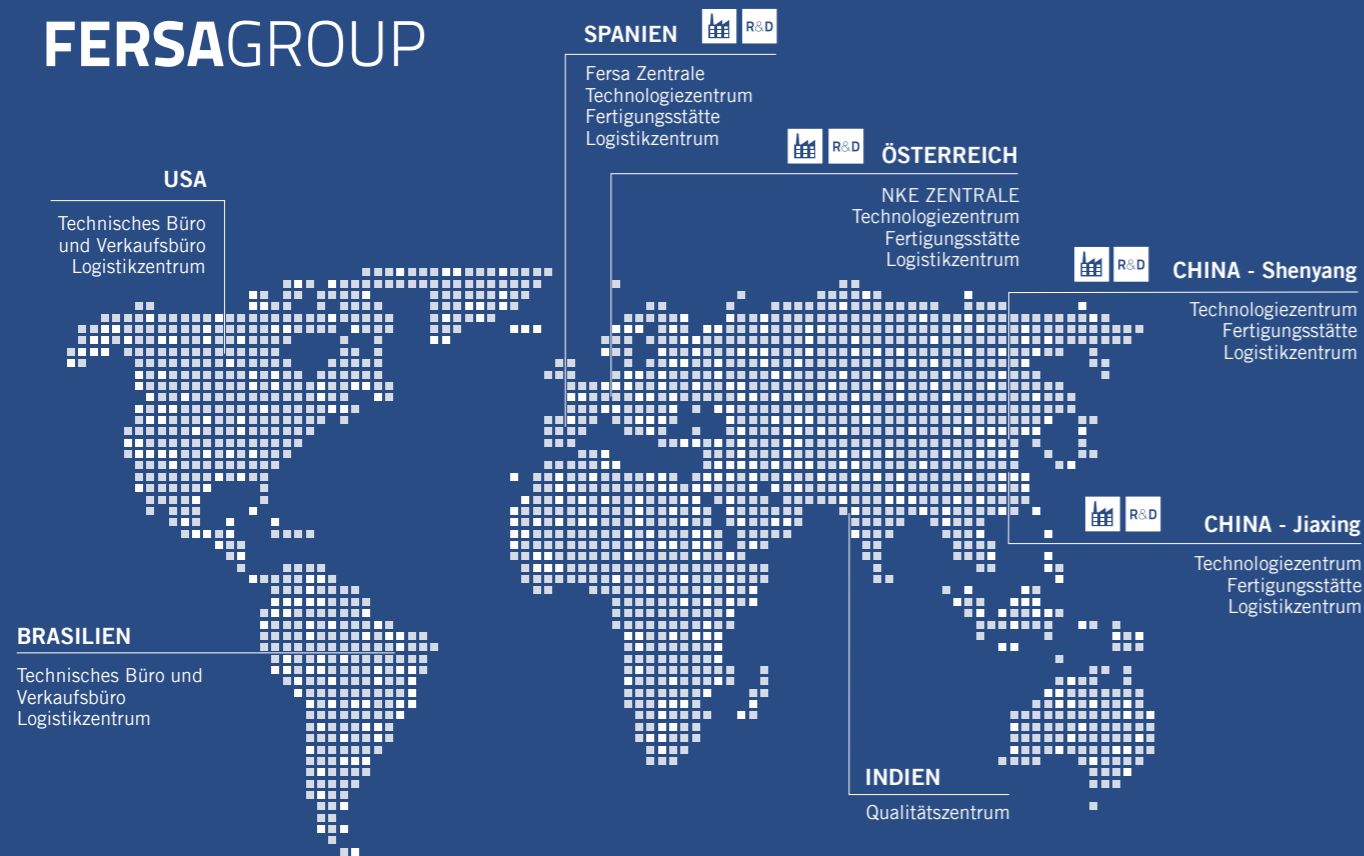 FERSAGROUP
SPANIEN
R&D
Fersa Zentrale
Technologiezentrum
Fertigungsstätte
Logistikzentrum
R&D
ÖSTERREICH
NKE ZENTRALE
Technologiezentrum
Fertigungsstätte
Logistikzentrum
USA
Technisches Büro
und Verkaufsbüro
Logistikzentrum
R&D
CHINA - Shenyang
Technologiezentrum
Fertigungsstätte
Logistikzentrum
R&D
CHINA - Jiaxing
Technologiezentrum
Fertigungsstätte
Logistikzentrum
BRASILIEN
Technisches Büro und
Verkaufsbüro
Logistikzentrum
INDIEN
Qualitätszentrum